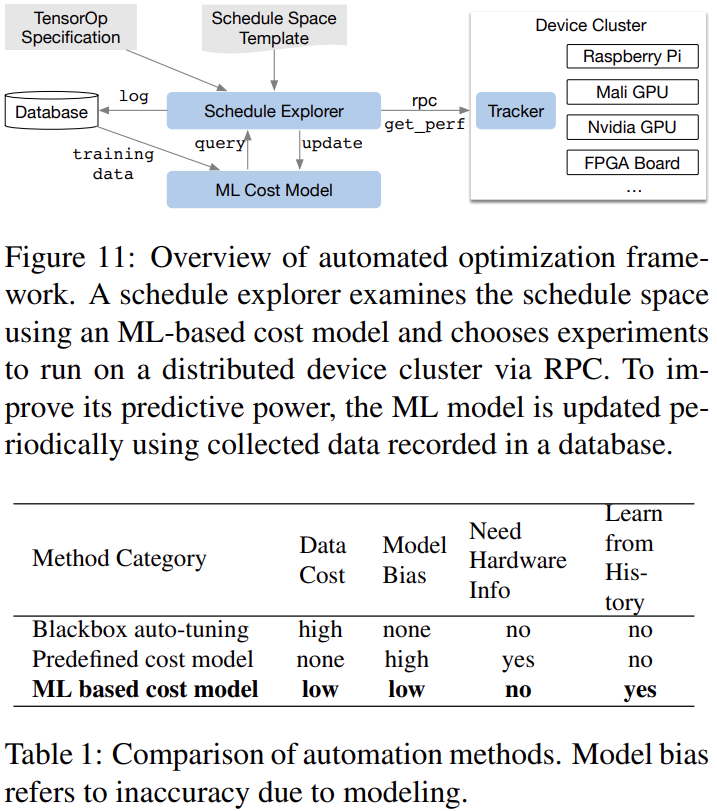 TensorOp
Specification
Schedule Space
Template
Device Cluster
Raspberry Pi
Mali GPU
Nvidia GPU
FPGA Board
...
Database
log
Schedule Explorer
rpc
get_perf
Tracker
training
data
query
update
ML Cost Model
Figure 11: Overview of automated optimization frame-
work. A schedule explorer examines the schedule space
using an ML-based cost model and chooses experiments
to run on a distributed device cluster via RPC. To im-
prove its predictive power, the ML model is updated pe-
riodically using collected data recorded in a database.
Method Category
Data
Cost
Model
Bias
Need
Hardware
Info
Learn
from
His-
tory
Blackbox auto-tuning high none no no
Predefined cost model none high yes no
ML based cost model low low no yes
Table 1: Comparison of automation methods. Model bias
refers to inaccuracy due to modeling.